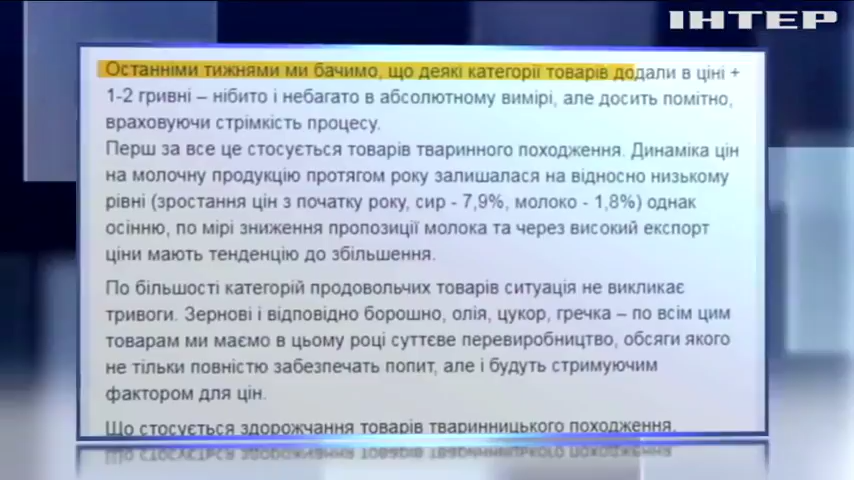 ІНТЕР
Останніми тижнями ми бачимо, що деякі категорії товарів додали в ціні +
1-2 гривні – нібито і небагато в абсолютному вимірі, але досить помітно,
враховуючи стрімкість процесу.
Перш за все це стосується товарів тваринного походження. Динаміка цін
на молочну продукцію протягом року залишалася на відносно низькому
рівні (зростання цін з початку року, сир - 7,9%, молоко - 1,8%) однак
осінню, по мірі зниження пропозиції молока та через високий експорт
ціни мають тенденцію до збільшення.
По більшості категорій продовольчих товарів ситуація не викликає
тривоги. Зернові і відповідно борошно, олія, цукор, гречка – по всім цим
товарам ми маємо в цьому році суттєве перевиробництво, обсяги якого
не тільки повністю забезпечать попит, але і будуть стримуючим
фактором для цін.
Що стосується здорожчання товарів тваринницького походження.